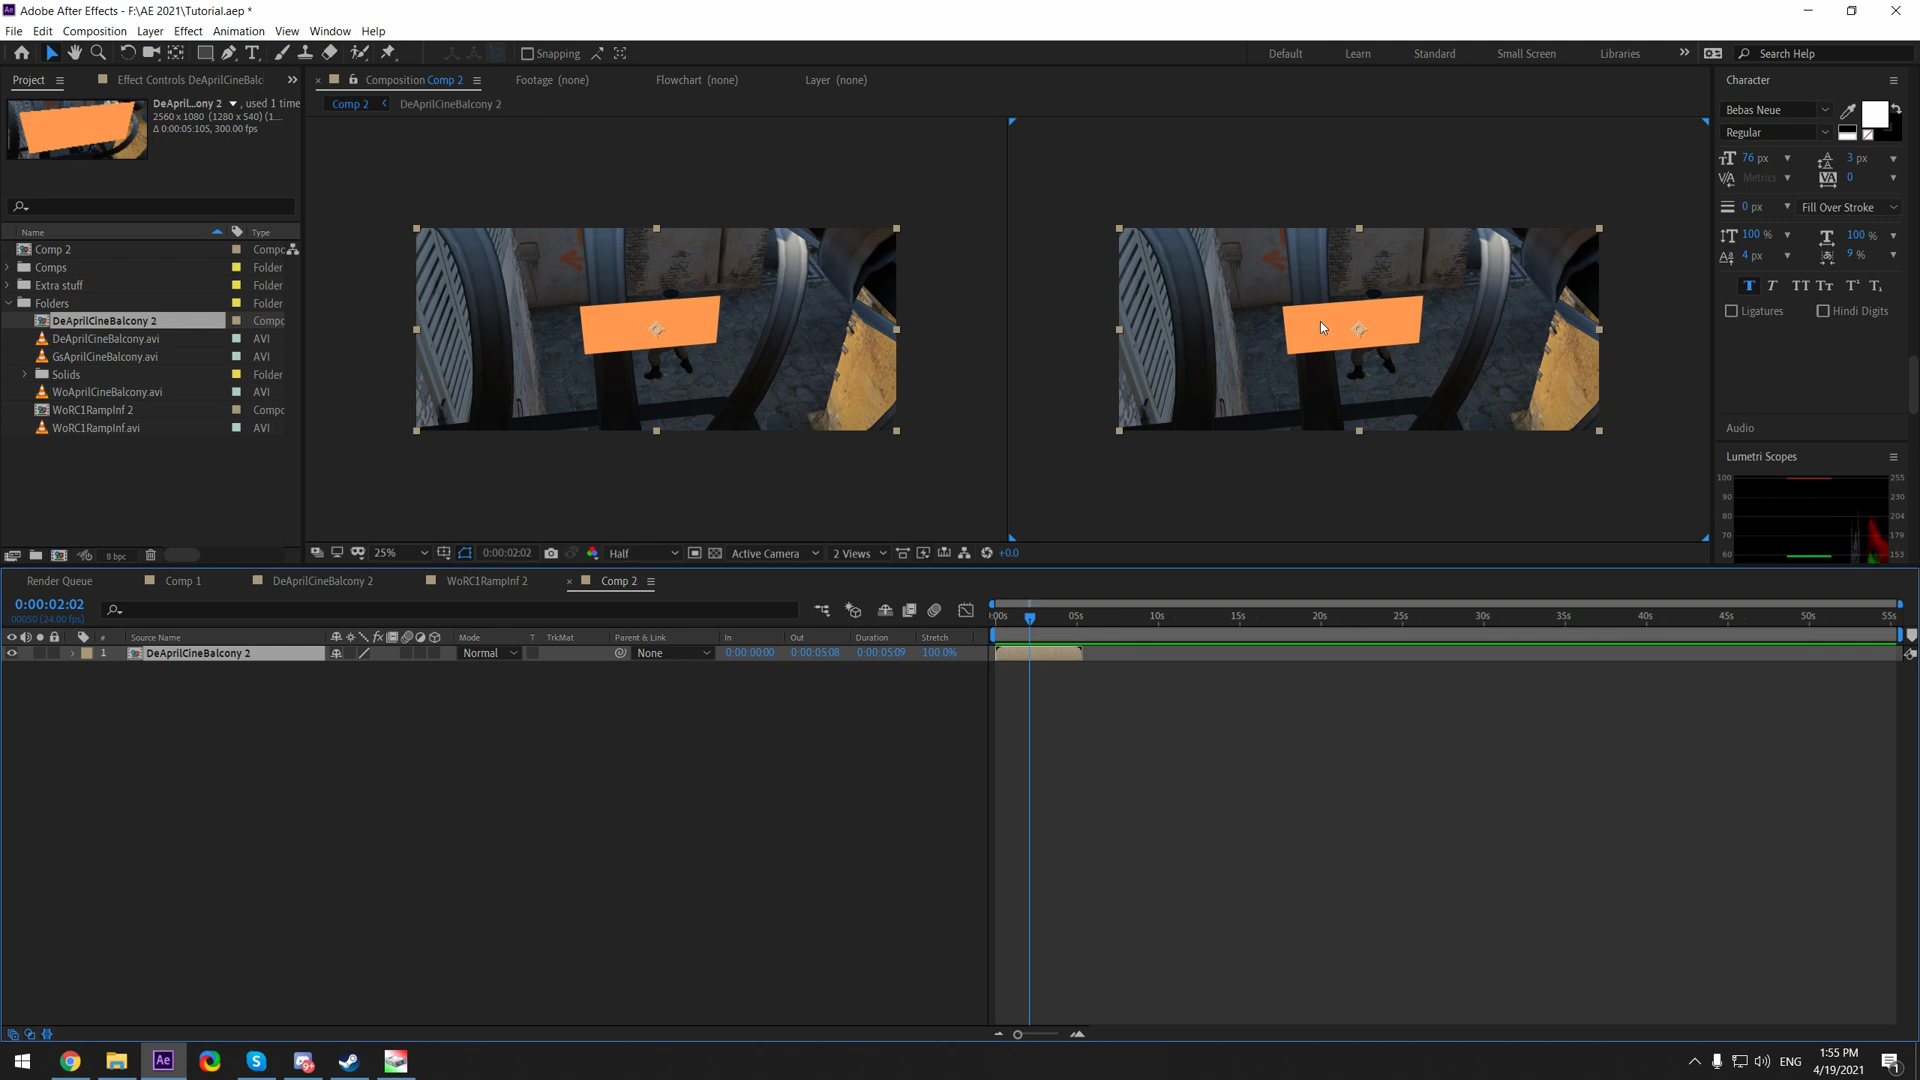 Adobe After Effects - F:\AE 2021\Tutorial.aep *
File Edit Composition Layer Effect Animation View Window Help
Snapping
Default Learn Standard Small Screen Libraries
Search Help
Project
Effect Controls DeAprilCineBalc
Composition Comp 2
Footage (none)
Flowchart (none)
Layer (none)
Character
DeApril...ony 2 , used 1 time
2560 x 1080 (1280 x 540) (1...
Δ 0:00:05:105, 300.00 fps
Comp 2
DeAprilCineBalcony 2
Bebas Neue
Regular
76 px
3 px
Metrics
0
0 px
Fill Over Stroke
100 %
100 %
4 px
9 %
Ligatures
Hindi Digits
Name
Type
Comp 2 Compo
Comps Folder
Extra stuff Folder
Folders Folder
DeAprilCineBalcony 2 Compo
DeAprilCineBalcony.avi AVI
GsAprilCineBalcony.avi AVI
Solids Folder
WoAprilCineBalcony.avi AVI
WoRC1RampInf 2 Compo
WoRC1RampInf.avi AVI
Audio
Lumetri Scopes
100 255
90 230
80 204
70 179
60 153
8 bpc
25%
0:00:02:02
Half
Active Camera
2 Views
+0.0
Render Queue
Comp 1
DeAprilCineBalcony 2
WoRC1RampInf 2
Comp 2
0:00:02:02
00050 (24.00 fps)
:00s 05s 10s 15s 20s 25s 30s 35s 40s 45s 50s 55s
# Source Name Mode T TrkMat Parent & Link In Out Duration Stretch
1 DeAprilCineBalcony 2 Normal None 0:00:00:00 0:00:05:08 0:00:05:09 100.0%
Ae
9+
ENG
1:55 PM
4/19/2021
1